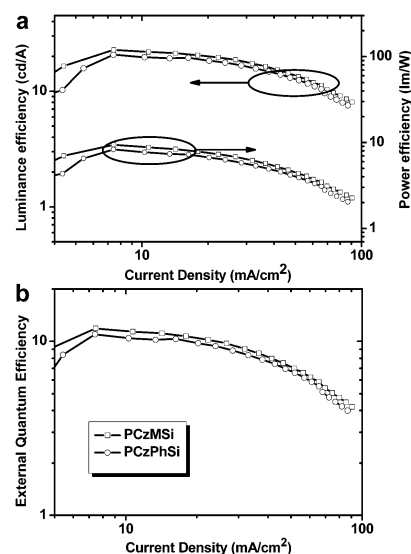 a
Luminance efficiency (cd/A)
10
1
100
10
1
Power efficiency (lm/W)
10
100
Current Density (mA/cm²)
b
External Quantum Efficiency
10
1
PCzMSi
PCzPhSi
10
100
Current Density (mA/cm²)